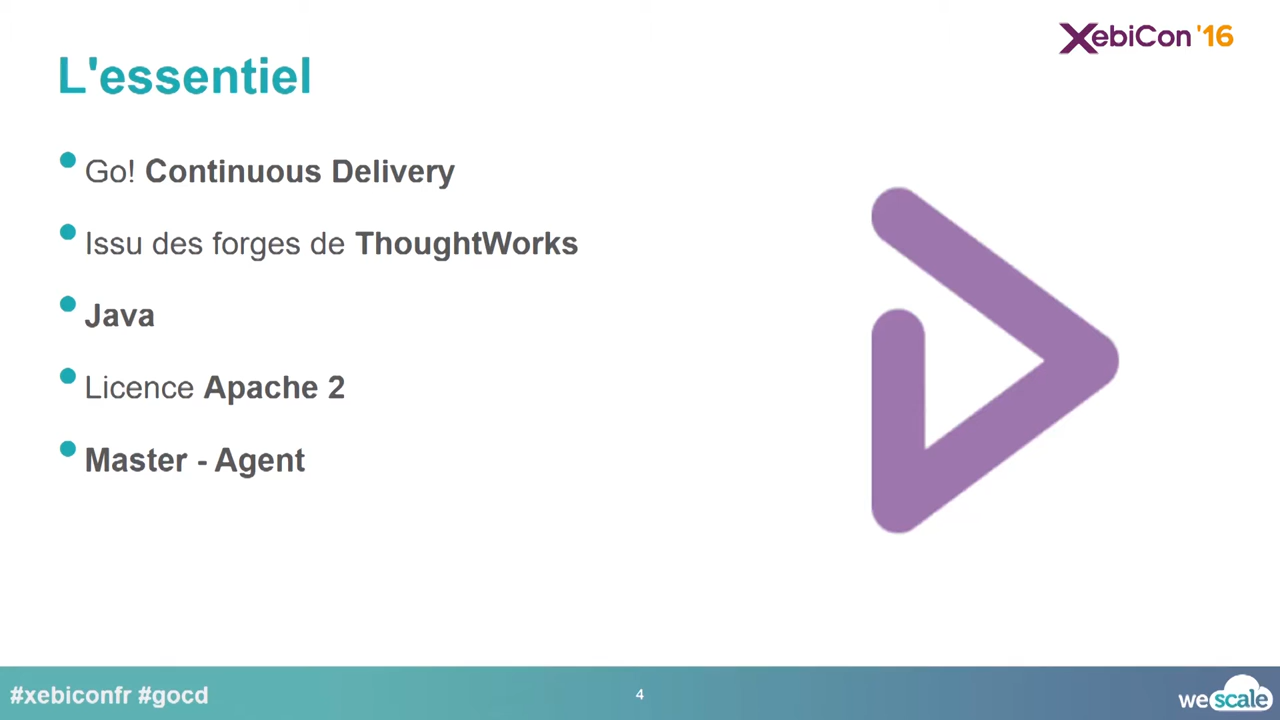 XebiCon '16
L'essentiel
Go! Continuous Delivery
Issu des forges de ThoughtWorks
Java
Licence Apache 2
Master - Agent
#xebiconfr #gocd
4
wescale